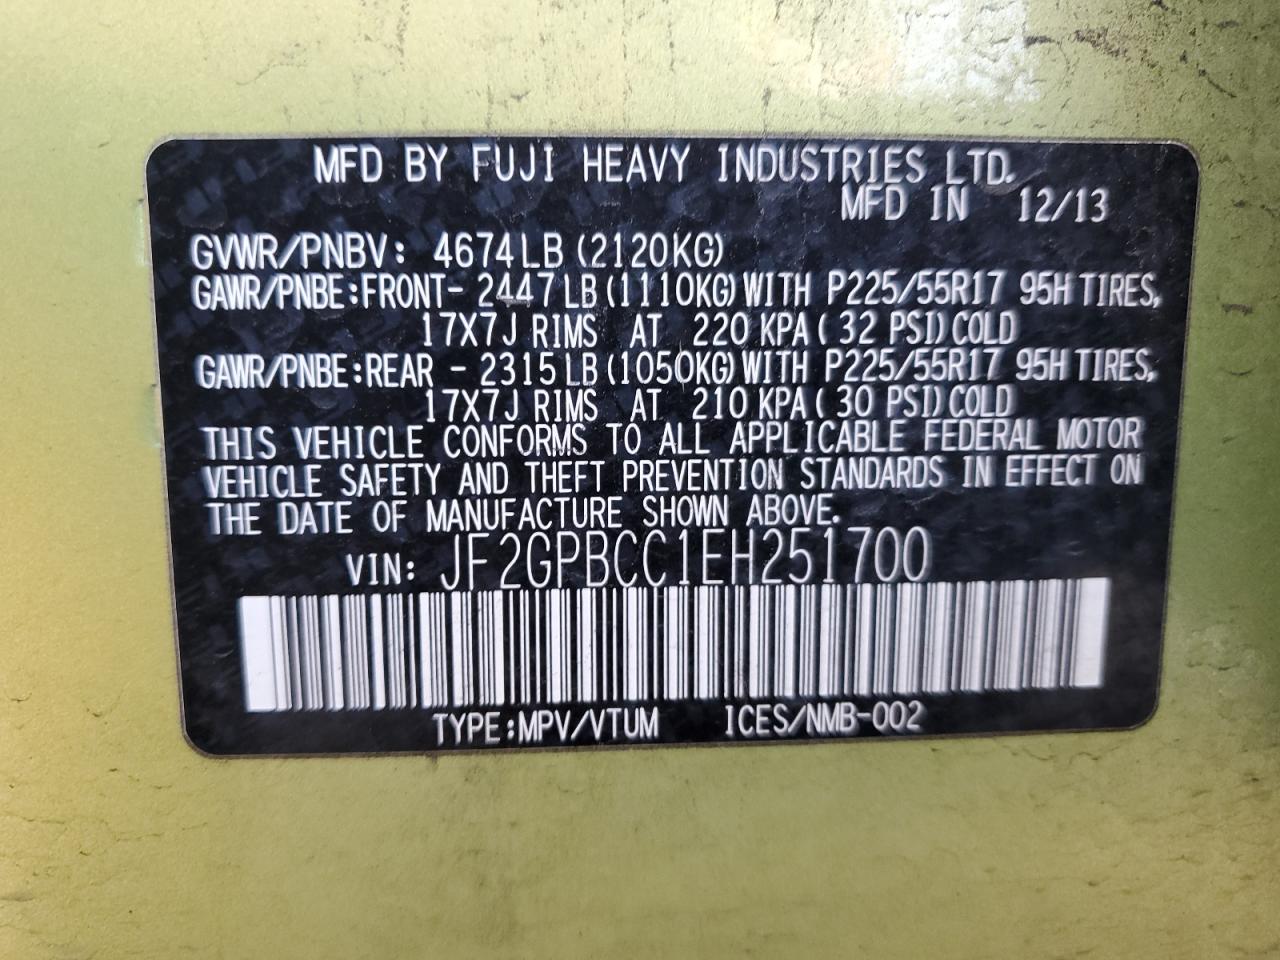 MFD BY FUJI HEAVY INDUSTRIES LTD.
MFD IN 12/13
GVWR/PNBV: 4674LB (2120KG)
GAWR/PNBE:FRONT- 2447LB (1110KG) WITH P225/55R17 95H TIRES,
17X7J RIMS AT 220 KPA ( 32 PSI) COLD
GAWR/PNBE:REAR - 2315LB (1050KG) WITH P225/55R17 95H TIRES,
17X7J RIMS AT 210 KPA ( 30 PSI) COLD
THIS VEHICLE CONFORMS TO ALL APPLICABLE FEDERAL MOTOR
VEHICLE SAFETY AND THEFT PREVENTION STANDARDS IN EFFECT ON
THE DATE OF MANUFACTURE SHOWN ABOVE.
VIN: JF2GPBCC1EH251700
TYPE:MPV/VTUM ICES/NMB-002